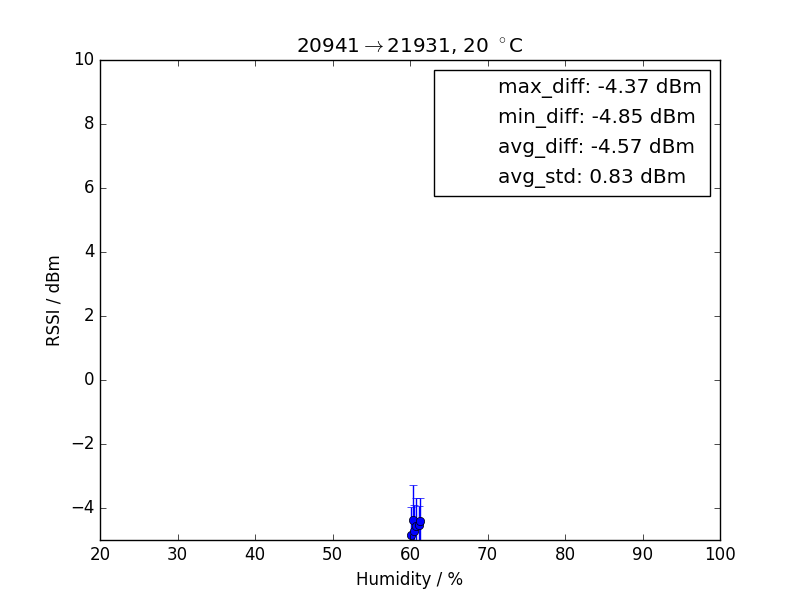 20941→21931, 20 °C
max_diff: -4.37 dBm
min_diff: -4.85 dBm
avg_diff: -4.57 dBm
avg_std: 0.83 dBm
RSSI / dBm
10
8
6
4
2
0
−2
−4
20 30 40 50 60 70 80 90 100
Humidity / %